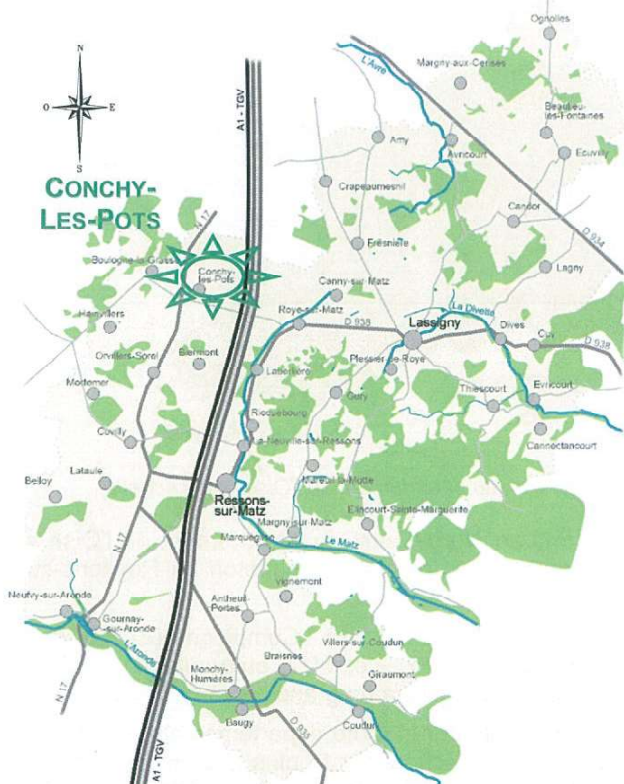 N
O
E
S
CONCHY-
LES-POTS
A1 - TGV
N 17
Ognolles
L'Avre
Margny-aux-Cerises
Beaulieu-
les-Fontaines
Amy
Avricourt
Ecuvilly
Crapeaumesnil
Candor
D 934
Fresnière
Boulogne-la-Grasse
Conchy-
les-Pots
Lagny
Canny-sur-Matz
Hainvillers
Roye-sur-Matz
D 938
Lassigny
La Divette
Dives
Cuy
D 938
Orvillers-Sorel
Biermont
Laberlière
Plessier-de-Roye
Mortemer
Gury
Thiescourt
Evricourt
Ricquebourg
Cuvilly
La-Neuville-sur-Ressons
Cannectancourt
Belloy
Lataule
Mareuil-la-Motte
Ressons-
sur-Matz
Elincourt-Sainte-Marguerite
Margny-sur-Matz
N 17
Marquéglise
Le Matz
Neufvy-sur-Aronde
Vignemont
Antheuil-
Portes
Gournay-
-sur-Aronde
L'Aronde
Villers-sur-Coudun
Braisnes
Monchy-
Humières
Giraumont
N 17
Baugy
D 935
Coudun
A1 - TGV